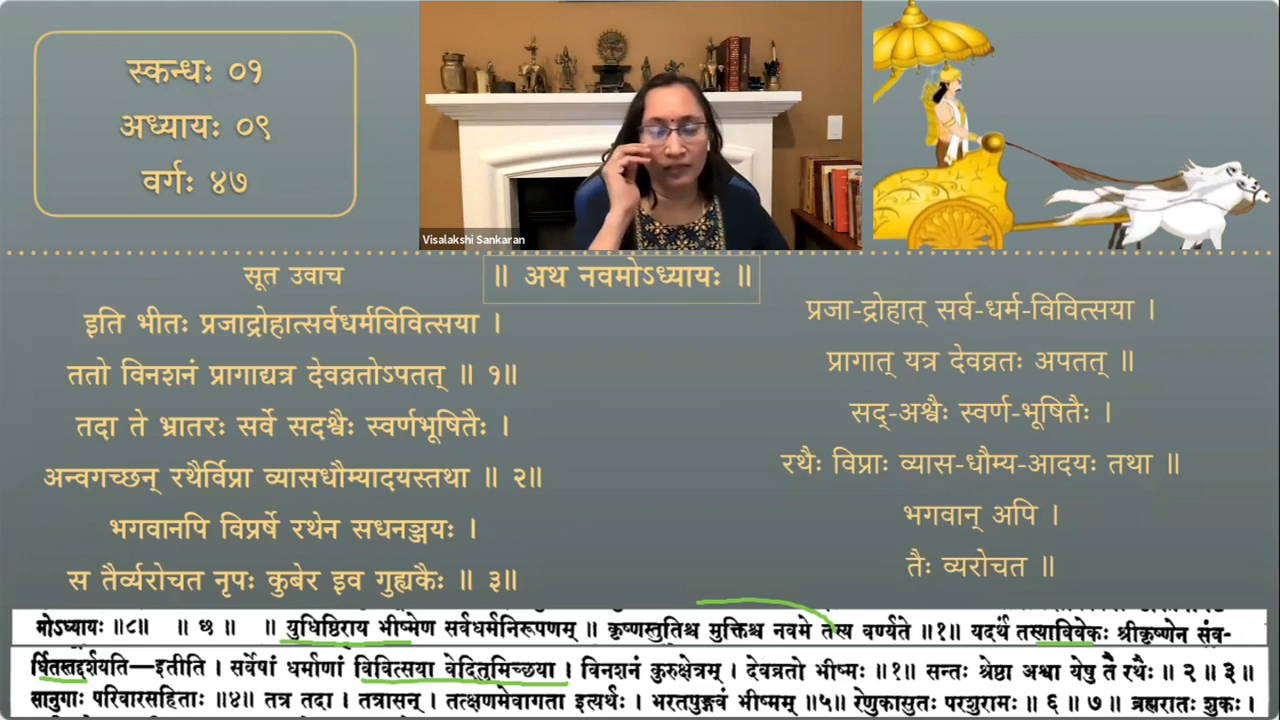 स्कन्धः ०१
अध्यायः ०९
वर्गः ४७
Visalakshi Sankaran
सूत उवाच
॥ अथ नवमोऽध्यायः ॥
इति भीतः प्रजाद्रोहात्सर्वधर्मविवित्सया ।
ततो विनशनं प्रागाद्यत्र देवव्रतोऽपतत् ॥ १॥
तदा ते भ्रातरः सर्वे सदश्वैः स्वर्णभूषितैः ।
अन्वगच्छन् रथैर्विप्रा व्यासधौम्यादयस्तथा ॥ २॥
भगवानपि विप्रर्षे रथेन सधनञ्जयः ।
स तैर्व्यरोचत नृपः कुबेर इव गुह्यकैः ॥ ३॥
प्रजा-द्रोहात् सर्व-धर्म-विवित्सया ।
प्रागात् यत्र देवव्रतः अपतत् ॥
सद्-अश्वैः स्वर्ण-भूषितैः ।
रथैः विप्राः व्यास-धौम्य-आदयः तथा ॥
भगवान् अपि ।
तैः व्यरोचत ॥
मोऽध्यायः ॥८॥ ॥ छ ॥ ॥ युधिष्ठिराय भीष्मेण सर्वधर्मनिरूपणम् ॥ कृष्णस्तुतिश्च मुक्तिश्च नवमे तस्य वर्ण्यते ॥१॥ यदर्थं तस्याविवेकः श्रीकृष्णेन संव-
र्धितस्तद्दर्शयति—इतीति । सर्वेषां धर्माणां विवित्सया वेदितुमिच्छया । विनशनं कुरुक्षेत्रम् । देवव्रतो भीष्मः ॥१॥ सन्तः श्रेष्ठा अश्वा येषु तै रथैः ॥ २ ॥ ३ ॥
सानुगाः परिवारसहिताः ॥४॥ तत्र तदा । तत्रासन् । तत्क्षणमेवागता इत्यर्थः । भरतपुङ्गवं भीष्मम् ॥५॥ रेणुकासुतः परशुरामः ॥ ६ ॥ ७ ॥ ब्रह्मरातः शुकः ।